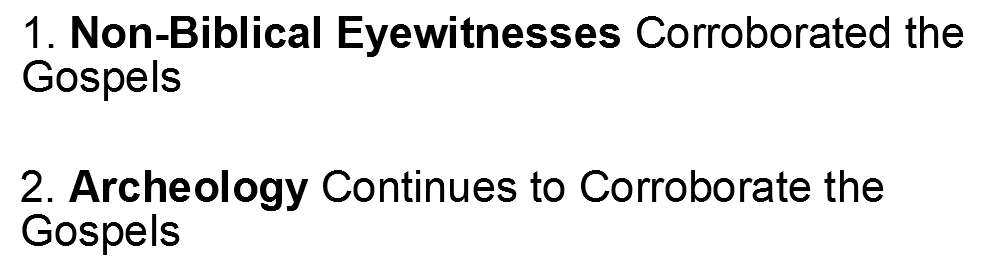 1. Non-Biblical Eyewitnesses Corroborated the
Gospels
2. Archeology Continues to Corroborate the
Gospels